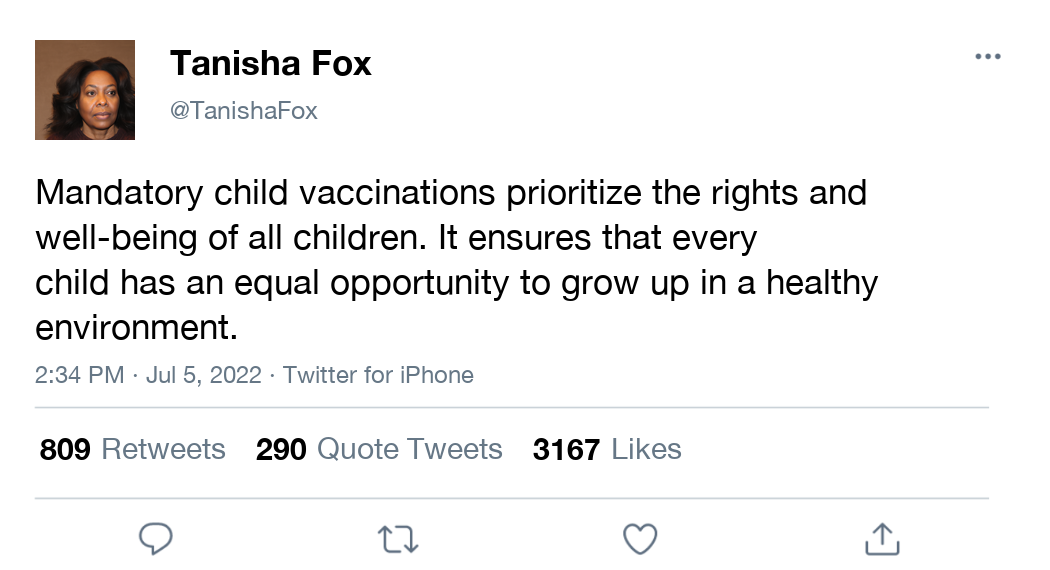 Tanisha Fox
@TanishaFox
Mandatory child vaccinations prioritize the rights and
well-being of all children. It ensures that every
child has an equal opportunity to grow up in a healthy
environment.
2:34 PM · Jul 5, 2022 · Twitter for iPhone
809 Retweets 290 Quote Tweets 3167 Likes